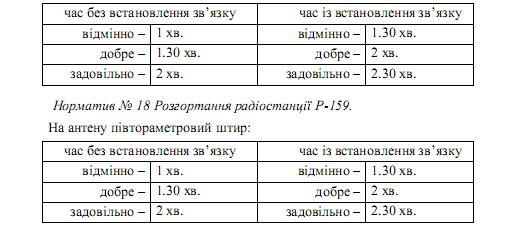 час без встановлення зв’язку час із встановлення зв’язку
відмінно – 1 хв. відмінно – 1.30 хв.
добре – 1.30 хв. добре – 2 хв.
задовільно – 2 хв. задовільно – 2.30 хв.
Норматив № 18 Розгортання радіостанції Р-159.
На антену півтораметровий штир:
час без встановлення зв’язку час із встановлення зв’язку
відмінно – 1 хв. відмінно – 1.30 хв.
добре – 1.30 хв. добре – 2 хв.
задовільно – 2 хв. задовільно – 2.30 хв.